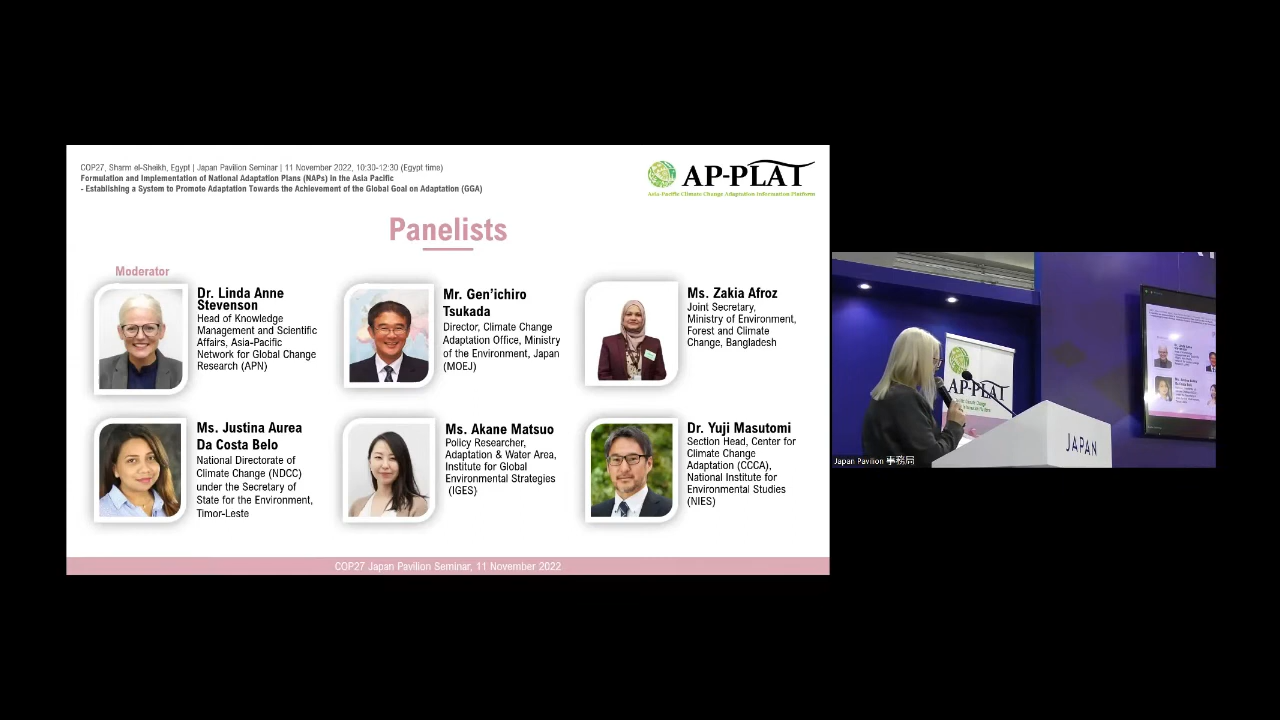 COP27, Sharm el-Sheikh, Egypt | Japan Pavilion Seminar | 11 November 2022, 10:30-12:30 (Egypt time)
Formulation and Implementation of National Adaptation Plans (NAPs) in the Asia Pacific
- Establishing a System to Promote Adaptation Towards the Achievement of the Global Goal on Adaptation (GGA)
AP-PLAT
Asia-Pacific Climate Change Adaptation Information Platform
Panelists
Moderator
Dr. Linda Anne
Stevenson
Head of Knowledge
Management and Scientific
Affairs, Asia-Pacific
Network for Global Change
Research (APN)
Mr. Gen'ichiro
Tsukada
Director, Climate Change
Adaptation Office, Ministry
of the Environment, Japan
(MOEJ)
Ms. Zakia Afroz
Joint Secretary,
Ministry of Environment,
Forest and Climate
Change, Bangladesh
Ms. Justina Aurea
Da Costa Belo
National Directorate of
Climate Change (NDCC)
under the Secretary of
State for the Environment,
Timor-Leste
Ms. Akane Matsuo
Policy Researcher,
Adaptation & Water Area,
Institute for Global
Environmental Strategies
(IGES)
Dr. Yuji Masutomi
Section Head, Center for
Climate Change
Adaptation (CCCA),
National Institute for
Environmental Studies
(NIES)
COP27 Japan Pavilion Seminar, 11 November 2022
AP-PLAT
JAPAN
Japan Pavilion 事務局